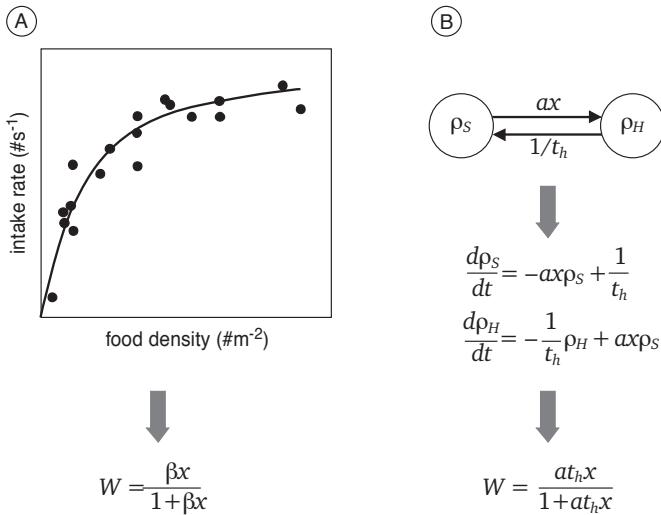 A
intake rate (#s⁻¹)
food density (#m⁻²)
W = βx / 1+βx
B
ρS ax ρH
1/th
dρS/dt = -axρS + 1/th
dρH/dt = - 1/th ρH + axρS
W = athx / 1+athx